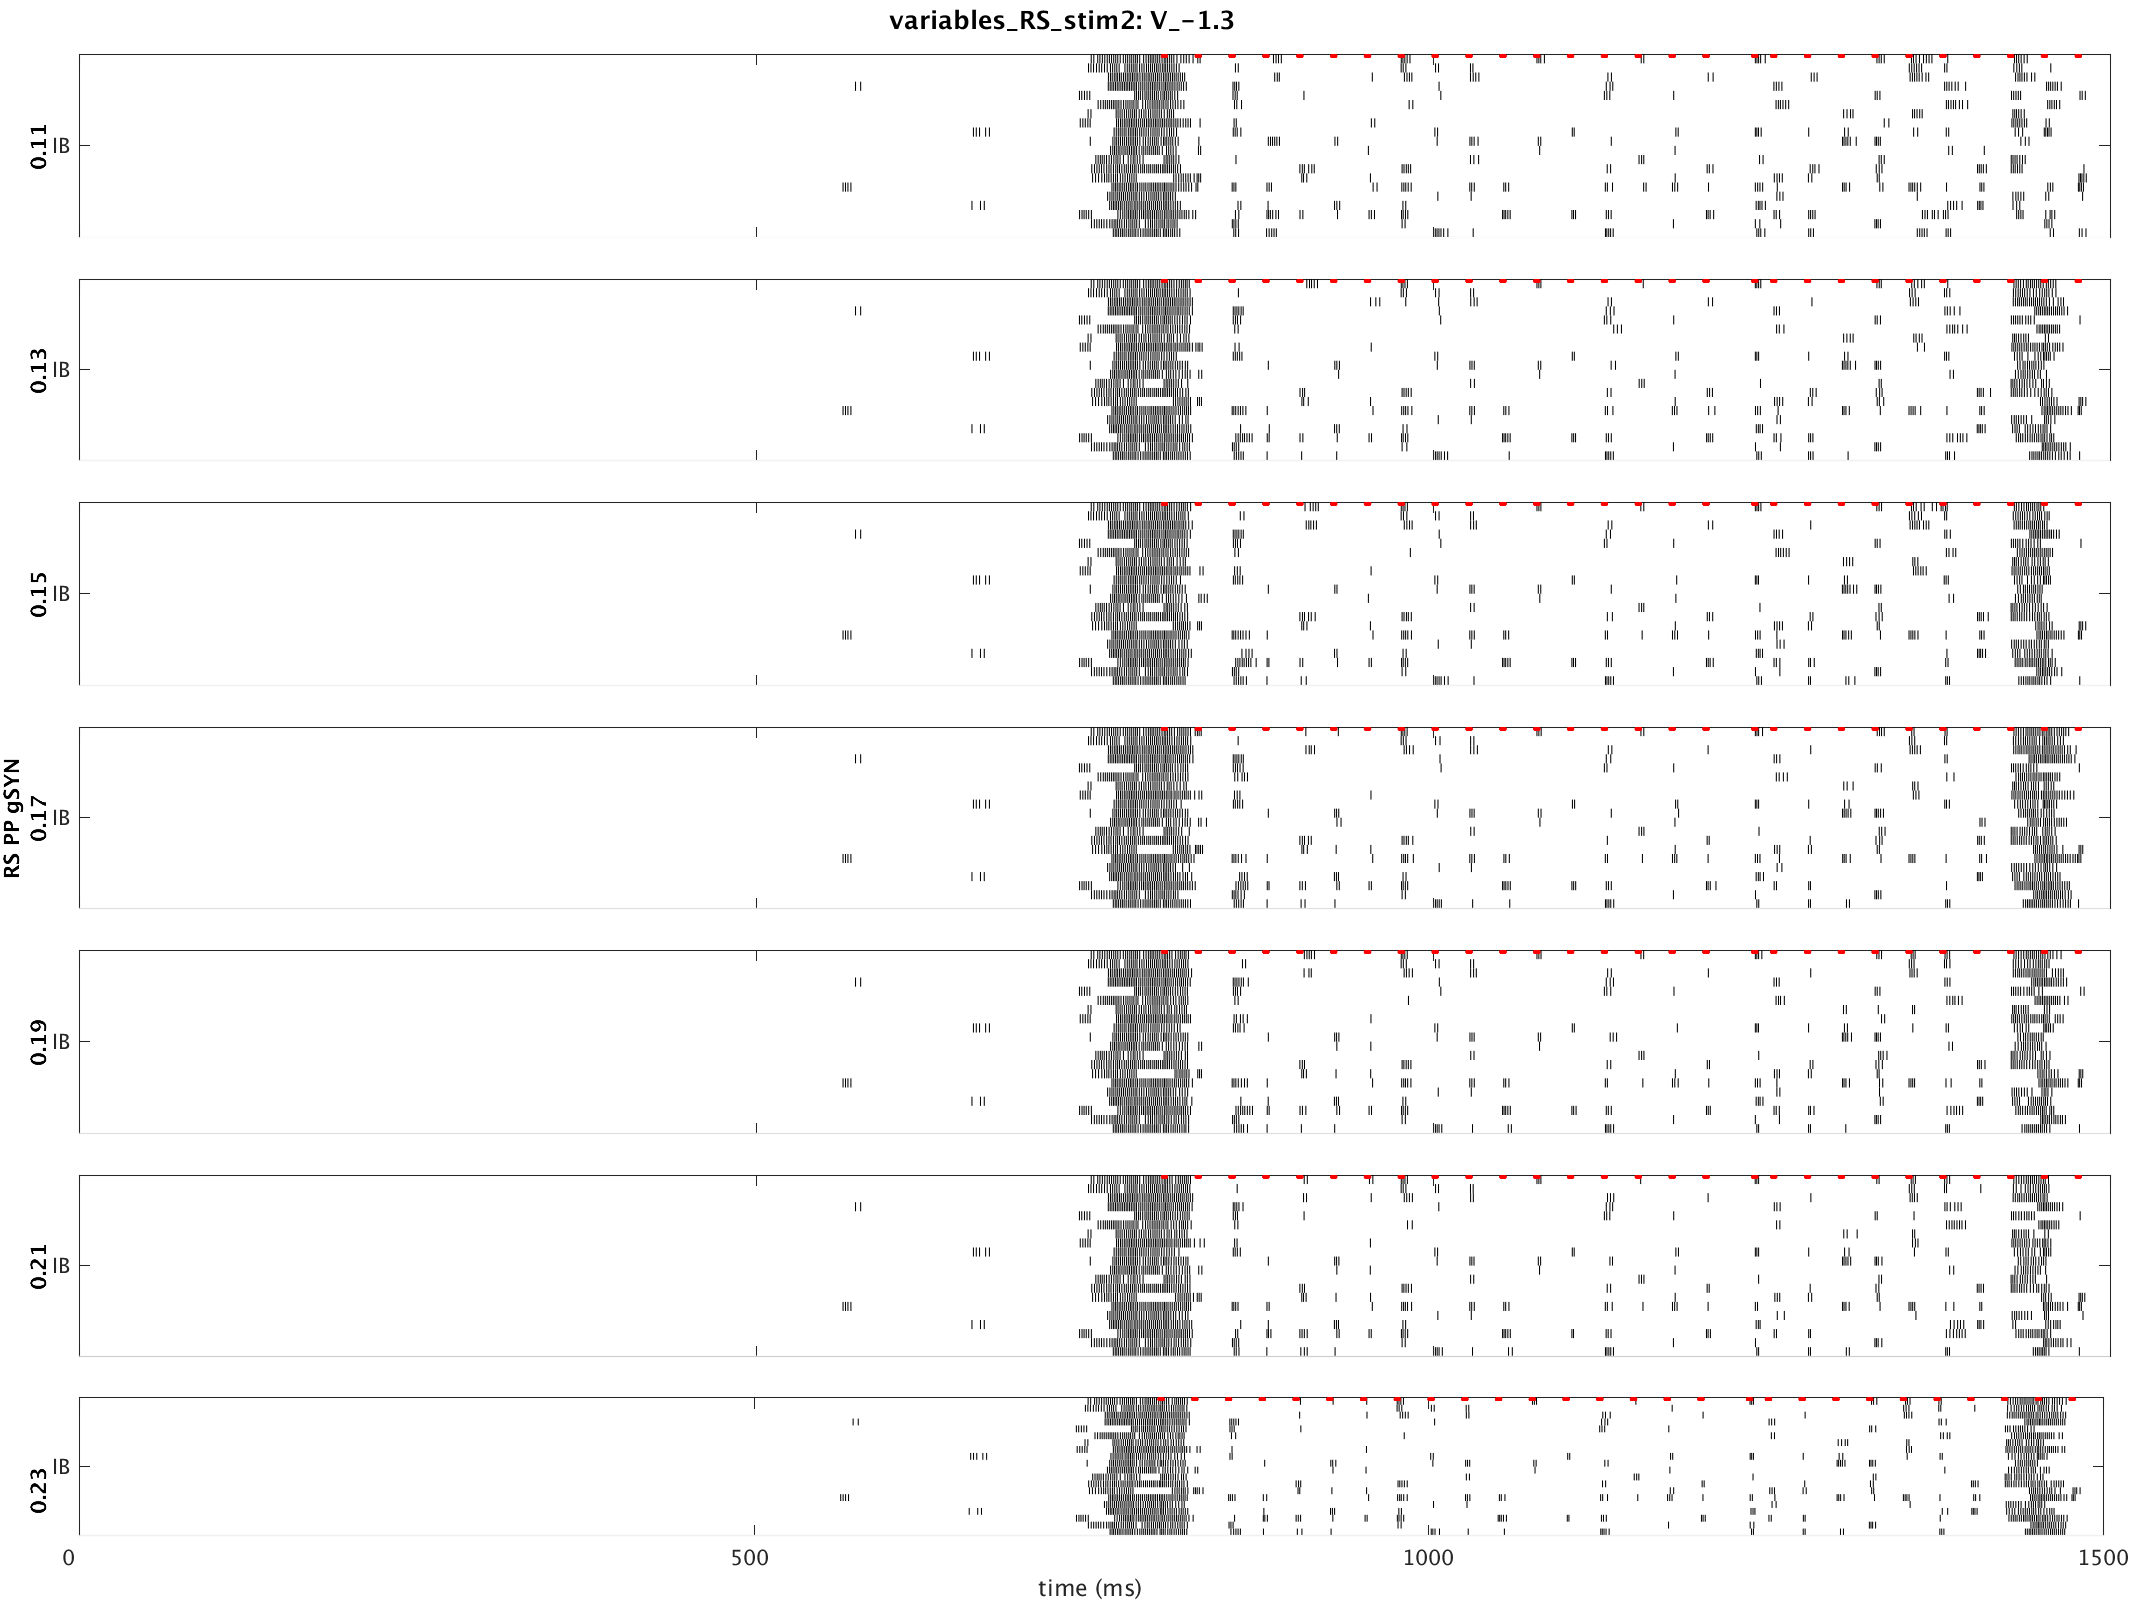 variables_RS_stim2: V_-1.3
RS PP gSYN
0.11
IB
0.13
IB
0.15
IB
0.17
IB
0.19
IB
0.21
IB
0.23
IB
0 500 1000 1500
time (ms)